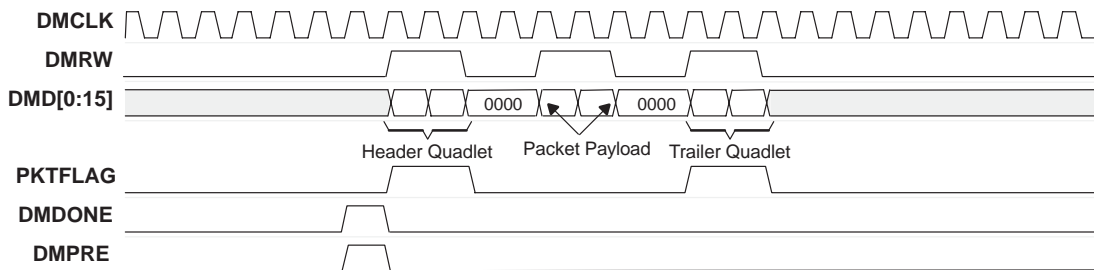 DMCLK
DMRW
DMD[0:15]
0000
0000
Header Quadlet
Packet Payload
Trailer Quadlet
PKTFLAG
DMDONE
DMPRE